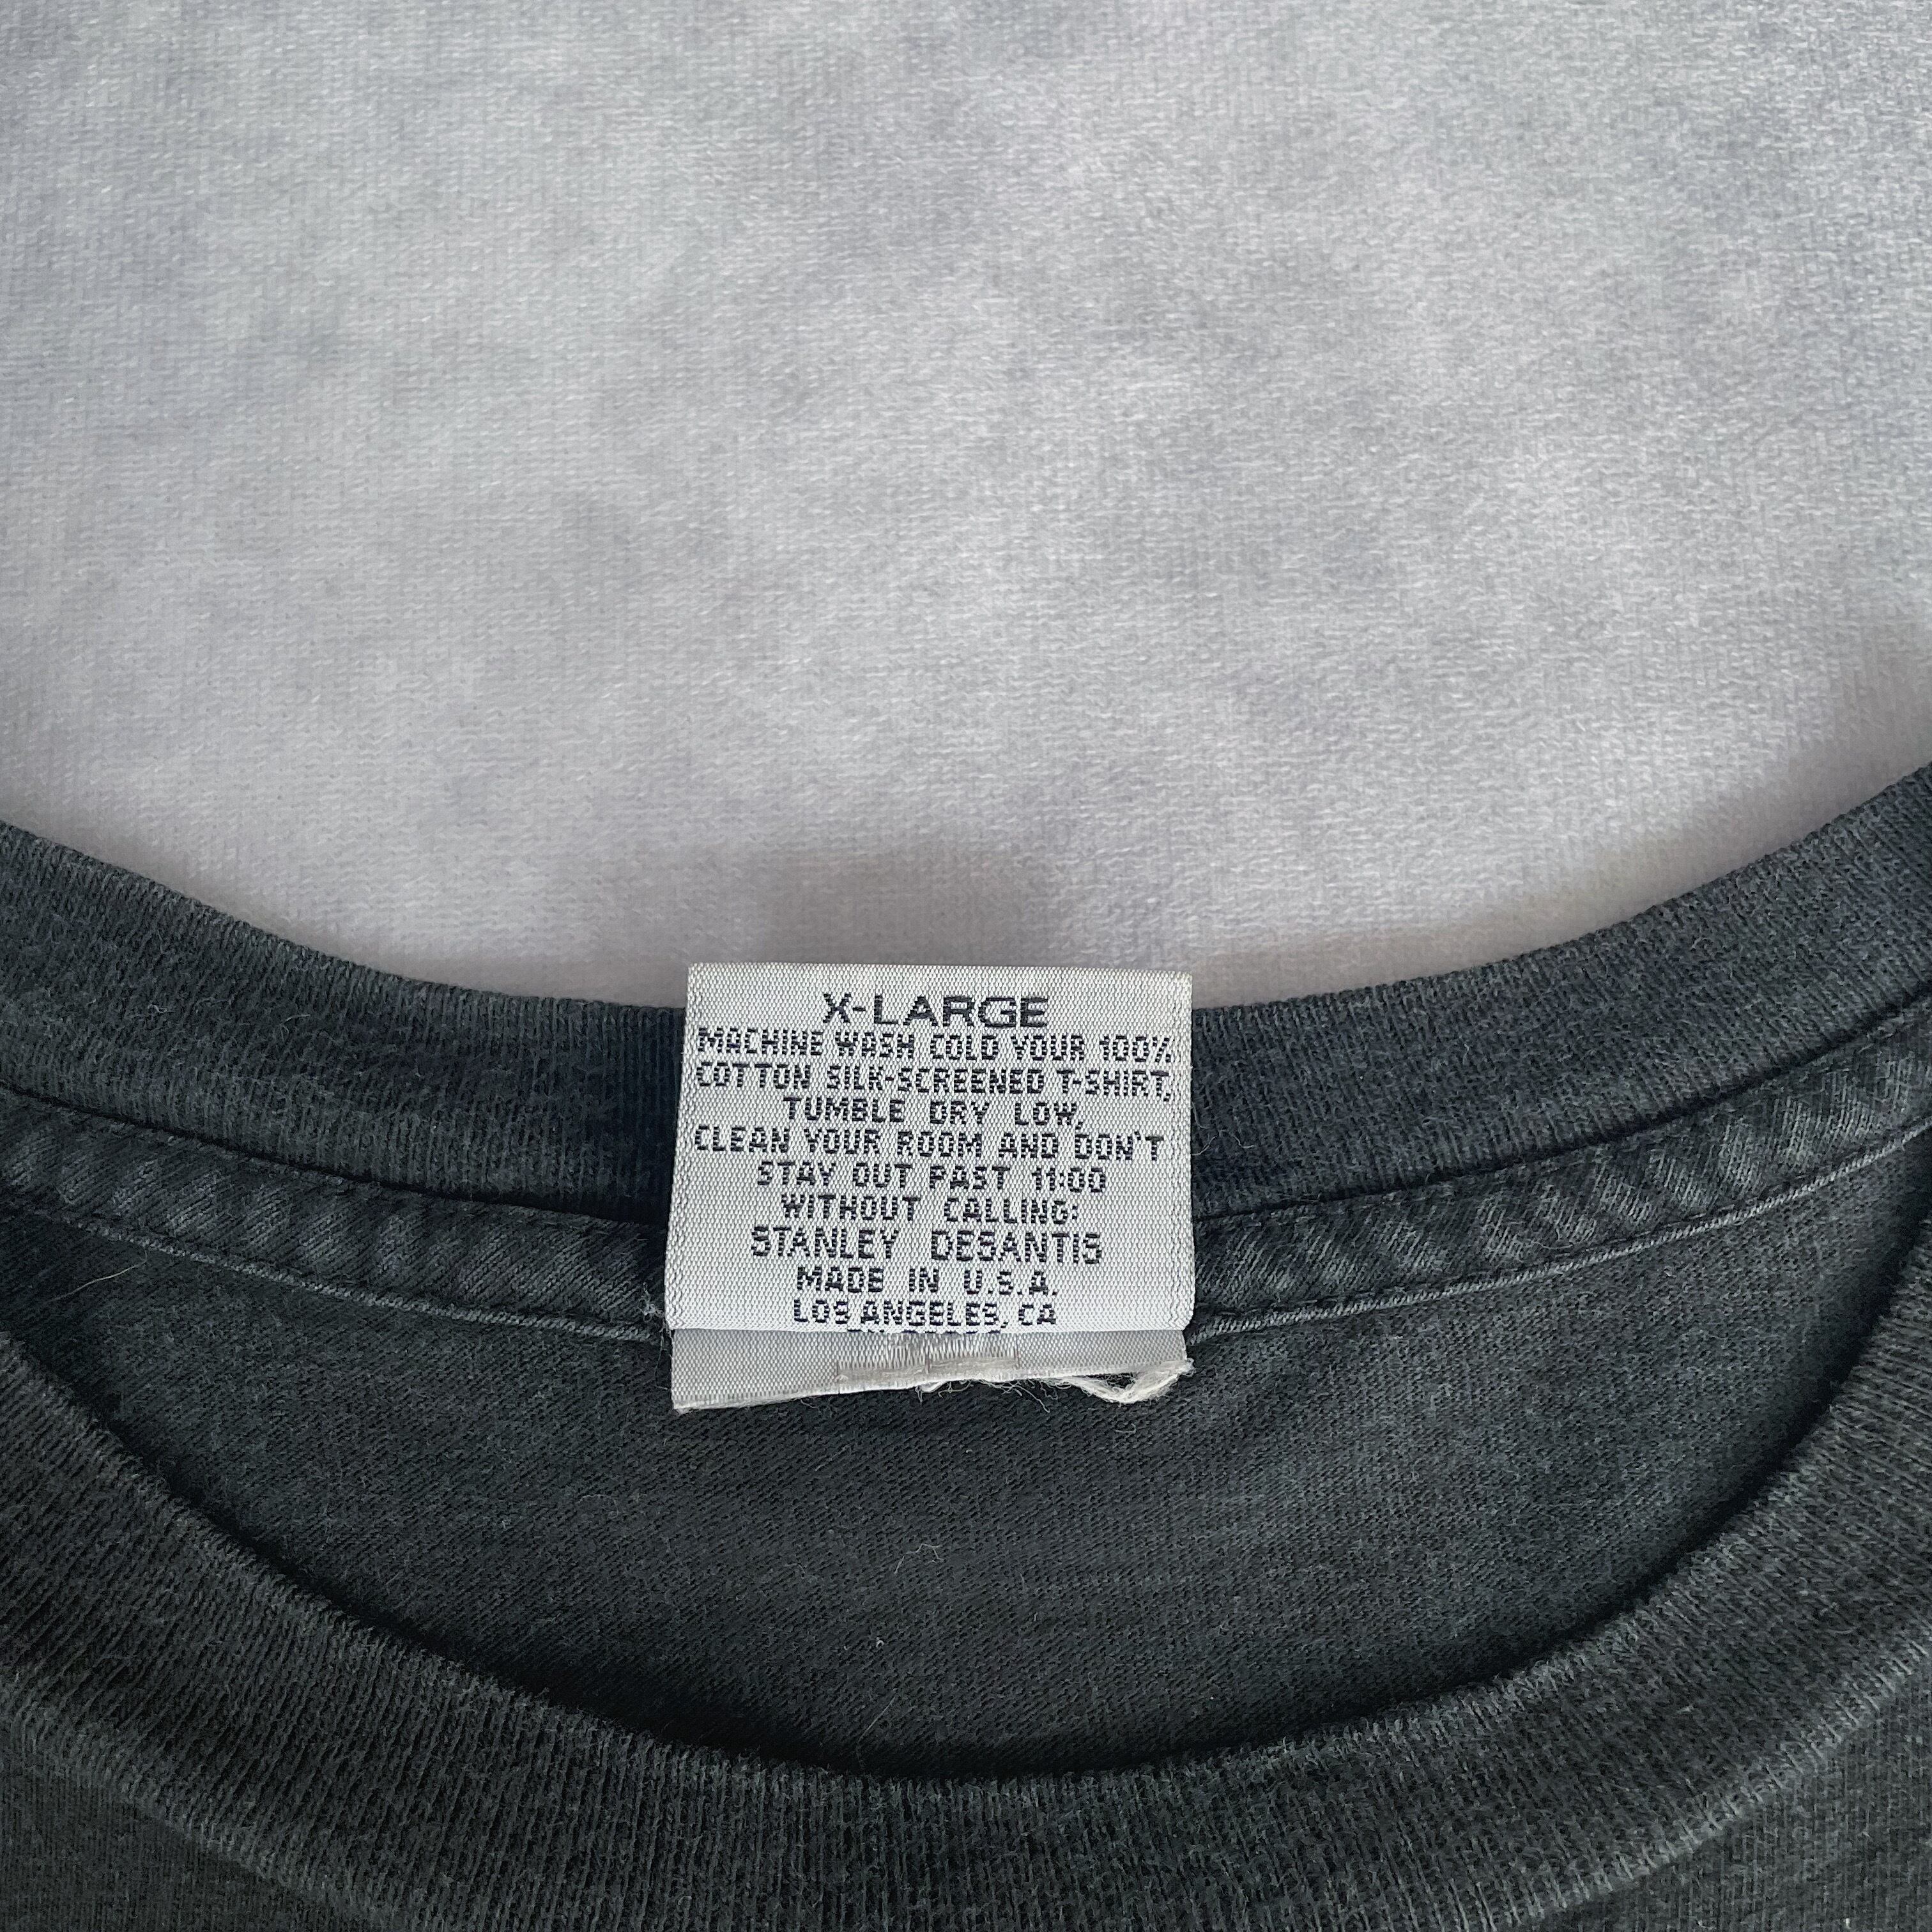 X-LARGE
MACHINE WASH COLD YOUR 100%
COTTON SILK-SCREENED T-SHIRT,
TUMBLE DRY LOW,
CLEAN YOUR ROOM AND DON'T
STAY OUT PAST 11:00
WITHOUT CALLING:
STANLEY DESANTIS
MADE IN U.S.A.
LOS ANGELES, CA